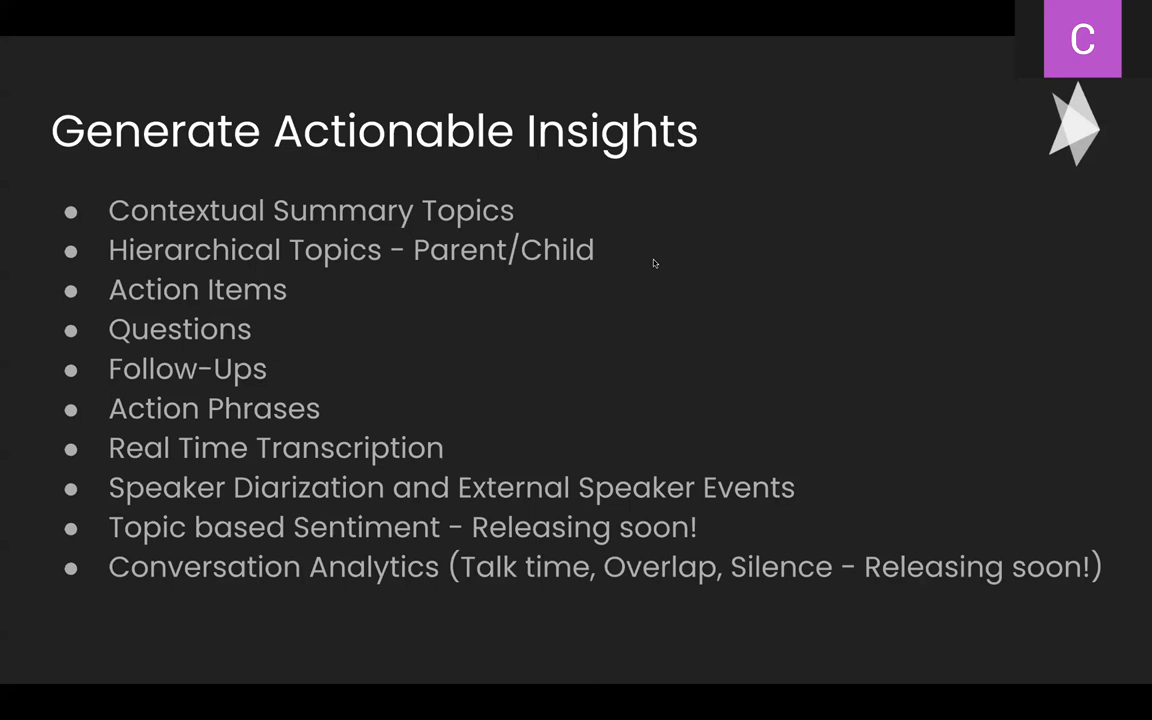 C
Generate Actionable Insights
● Contextual Summary Topics
● Hierarchical Topics - Parent/Child
● Action Items
● Questions
● Follow-Ups
● Action Phrases
● Real Time Transcription
● Speaker Diarization and External Speaker Events
● Topic based Sentiment - Releasing soon!
● Conversation Analytics (Talk time, Overlap, Silence - Releasing soon!)